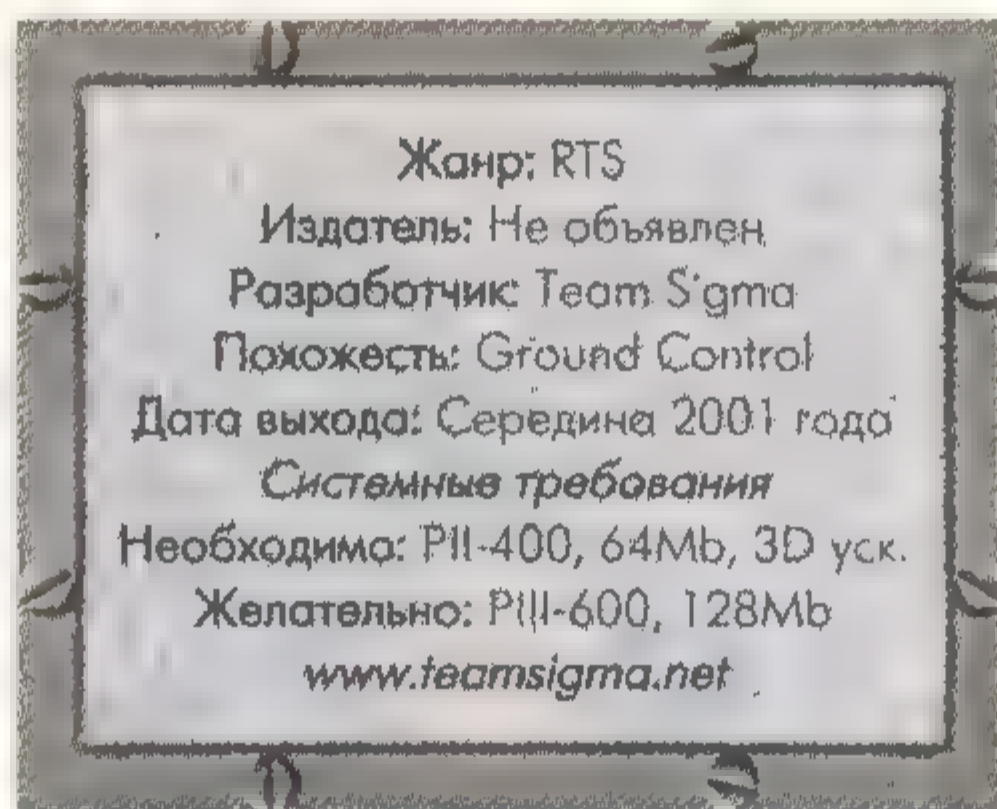 Жанр: RTS
Издатель: Не объявлен
Разработчик: Team Sigma
Похожесть: Ground Control
Дата выхода: Середина 2001 года
Системные требования
Необходимо: PII-400, 64Mb, 3D уск.
Желательно: PIII-600, 128Mb
www.teamsigma.net